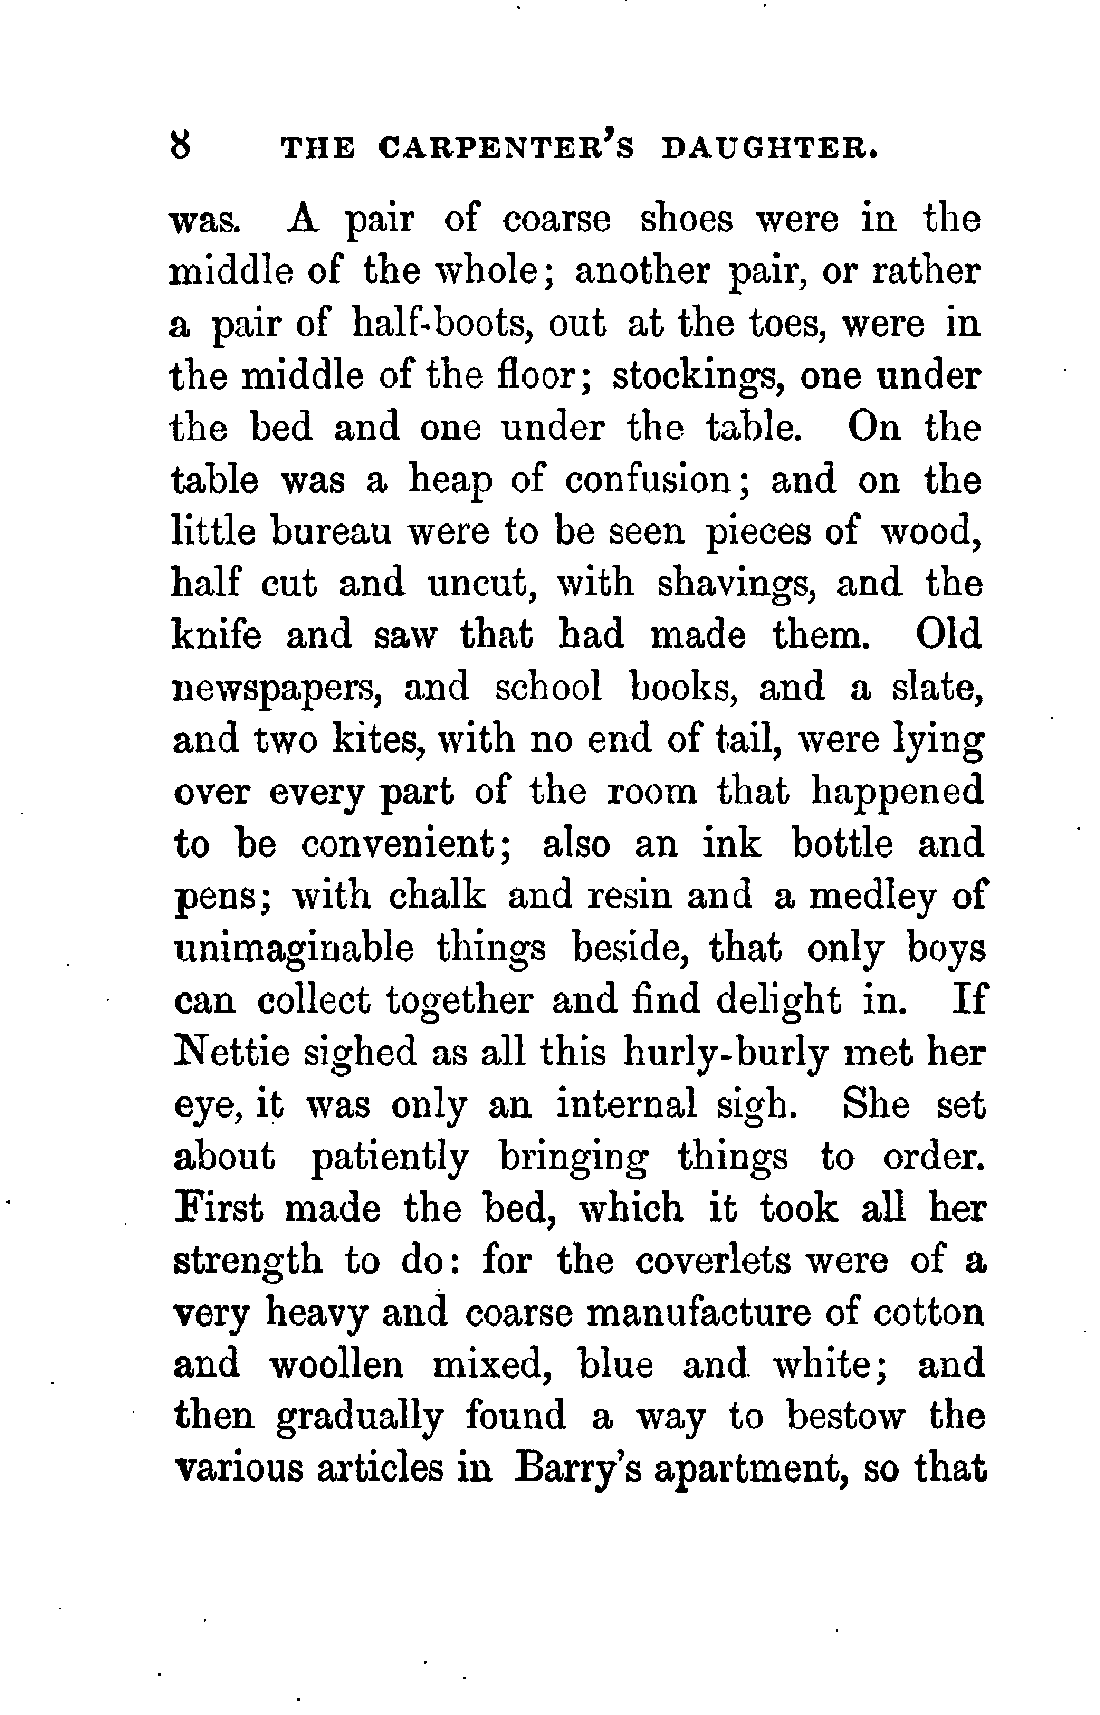 8 THE CARPENTER'S DAUGHTER.
was. A pair of coarse shoes were in the
middle of the whole; another pair, or rather
a pair of half-boots, out at the toes, were in
the middle of the floor; stockings, one under
the bed and one under the table. On the
table was a heap of confusion; and on the
little bureau were to be seen pieces of wood,
half cut and uncut, with shavings, and the
knife and saw that had made them. Old
newspapers, and school books, and a slate,
and two kites, with no end of tail, were lying
over every part of the room that happened
to be convenient; also an ink bottle and
pens; with chalk and resin and a medley of
unimaginable things beside, that only boys
can collect together and find delight in. If
Nettie sighed as all this hurly-burly met her
eye, it was only an internal sigh. She set
about patiently bringing things to order.
First made the bed, which it took all her
strength to do: for the coverlets were of a
very heavy and coarse manufacture of cotton
and woollen mixed, blue and white; and
then gradually found a way to bestow the
various articles in Barry's apartment, so that